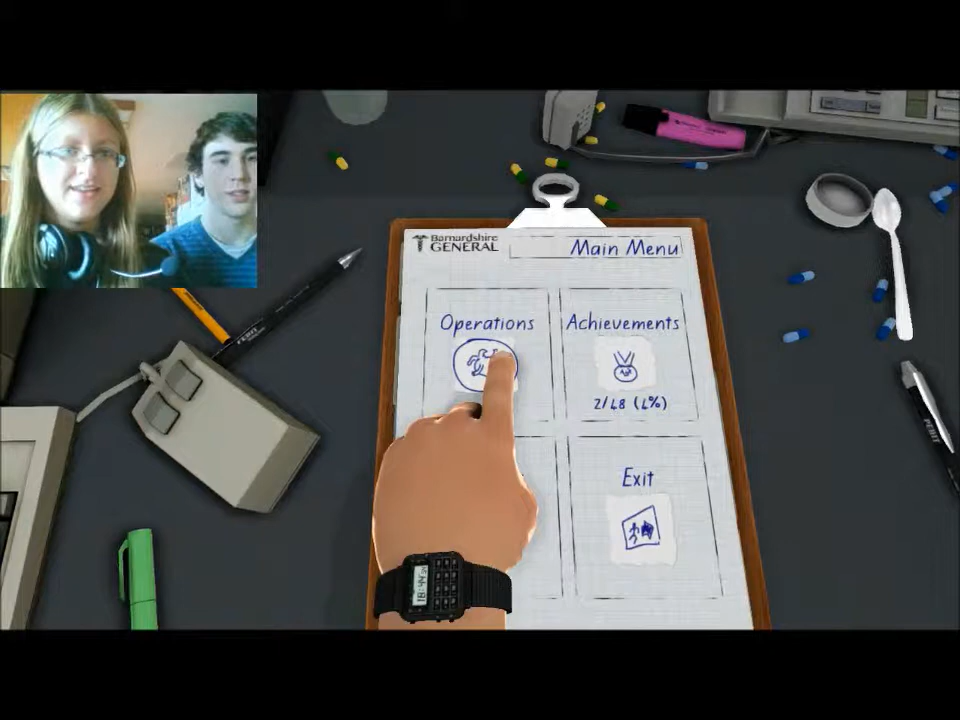 Barnardshire
GENERAL
Main Menu
Operations
Achievements
2/48 (4%)
Exit